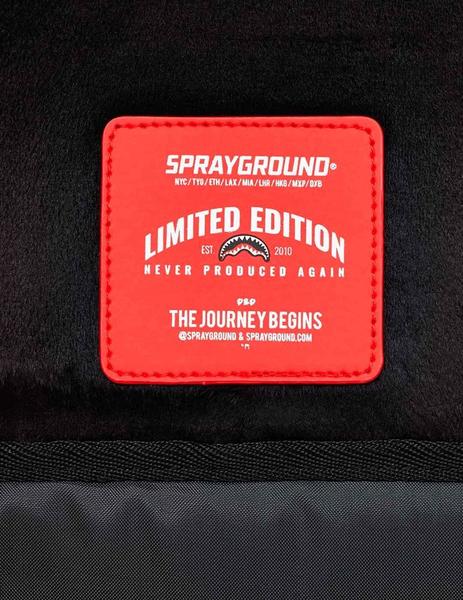 SPRAYGROUND®
NYC/TYO/ETH/LAX/MIA/LHR/HKG/MXP/DXB
LIMITED EDITION
EST. 2010
NEVER PRODUCED AGAIN
THE JOURNEY BEGINS
@SPRAYGROUND & SPRAYGROUND.COM